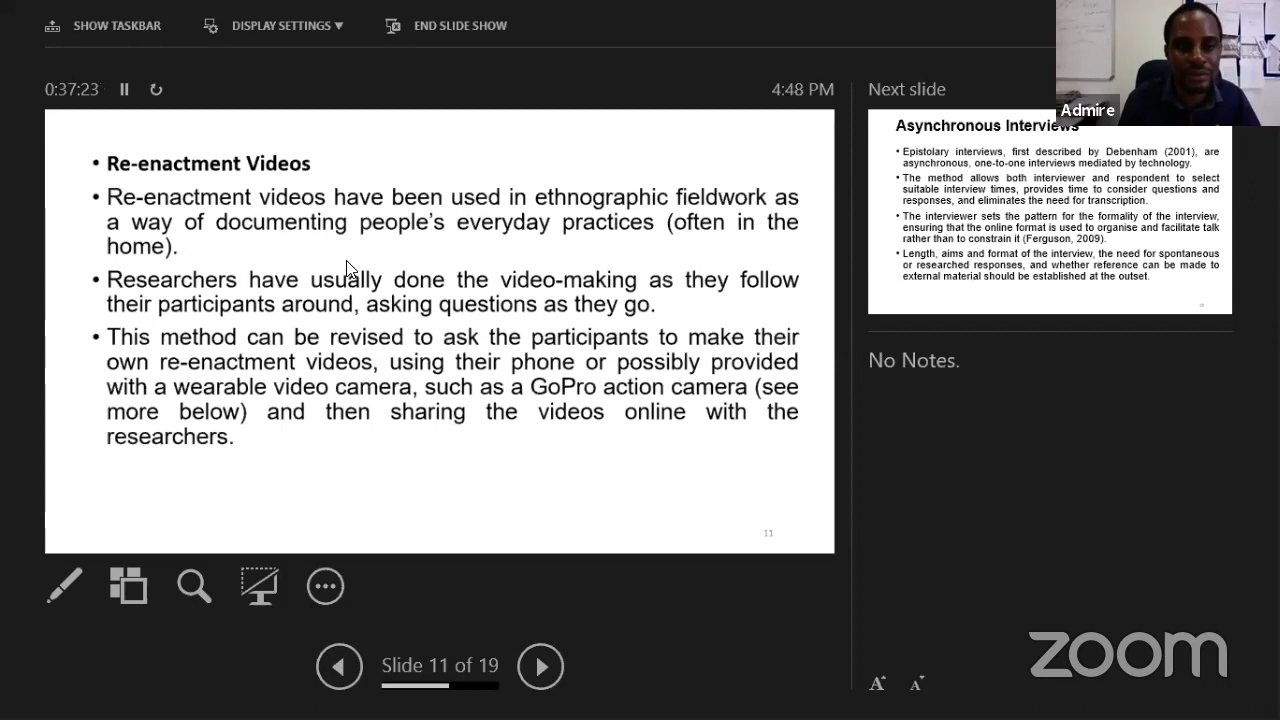 SHOW TASKBAR
DISPLAY SETTINGS ▼
END SLIDE SHOW
0:37:23
4:48 PM
• Re-enactment Videos
• Re-enactment videos have been used in ethnographic fieldwork as
a way of documenting people’s everyday practices (often in the
home).
• Researchers have usually done the video-making as they follow
their participants around, asking questions as they go.
• This method can be revised to ask the participants to make their
own re-enactment videos, using their phone or possibly provided
with a wearable video camera, such as a GoPro action camera (see
more below) and then sharing the videos online with the
researchers.
11
Slide 11 of 19
Next slide
Admire
Asynchronous Interviews
• Epistolary interviews, first described by Debenham (2001), are
asynchronous, one-to-one interviews mediated by technology.
• The method allows both interviewer and respondent to select
suitable interview times, provides time to consider questions and
responses, and eliminates the need for transcription.
• The interviewer sets the pattern for the formality of the interview,
ensuring that the online format is used to organise and facilitate talk
rather than to constrain it (Ferguson, 2009).
• Length, aims and format of the interview, the need for spontaneous
or researched responses, and whether reference can be made to
external material should be established at the outset.
No Notes.
zoom
A A